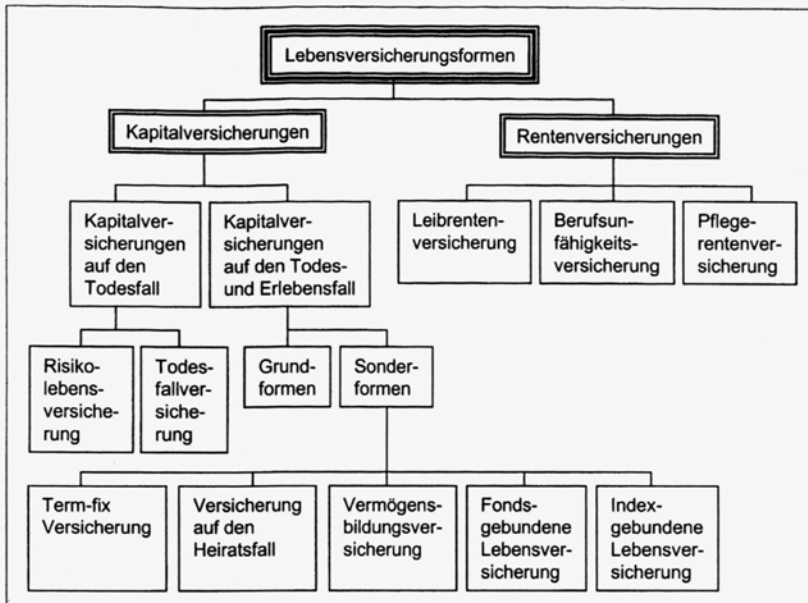 Lebensversicherungsformen
Kapitalversicherungen
Rentenversicherungen
Kapitalver-
sicherungen
auf den
Todesfall
Kapitalver-
sicherungen
auf den Todes-
und Erlebensfall
Leibrenten-
versicherung
Berufsun-
fähigkeits-
versicherung
Pflege-
rentenver-
sicherung
Risiko-
lebens-
versiche-
rung
Todes-
fallver-
siche-
rung
Grund-
formen
Sonder-
formen
Term-fix
Versicherung
Versicherung
auf den
Heiratsfall
Vermögens-
bildungsver-
sicherung
Fonds-
gebundene
Lebensver-
sicherung
Index-
gebundene
Lebensver-
sicherung